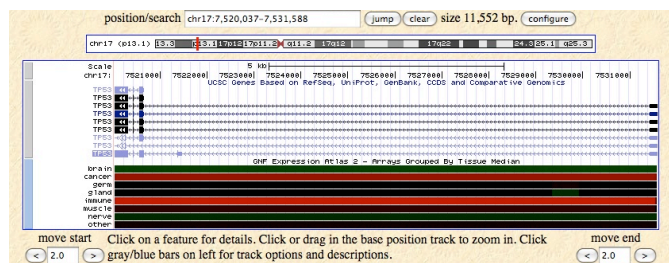 position/search chr17:7,520,037-7,531,588 jump clear size 11,552 bp. configure
chr17 (p13.1) 13.3 p13.1 17p12 17p11.2 q11.2 17q12 17q22 24.3 25.1 q25.3
Scale 5 kb
chr17: 7521000 7522000 7523000 7524000 7525000 7526000 7527000 7528000 7529000 7530000 7531000
UCSC Genes Based on RefSeq, UniProt, GenBank, CCDS and Comparative Genomics
TP53
TP53
TP53
TP53
TP53
TP53
TP53
TP53
TP53
GNF Expression Atlas 2 - Arrays Grouped By Tissue Median
brain
cancer
germ
gland
immune
muscle
nerve
other
move start Click on a feature for details. Click or drag in the base position track to zoom in. Click move end
< 2.0 > gray/blue bars on left for track options and descriptions. < 2.0 >